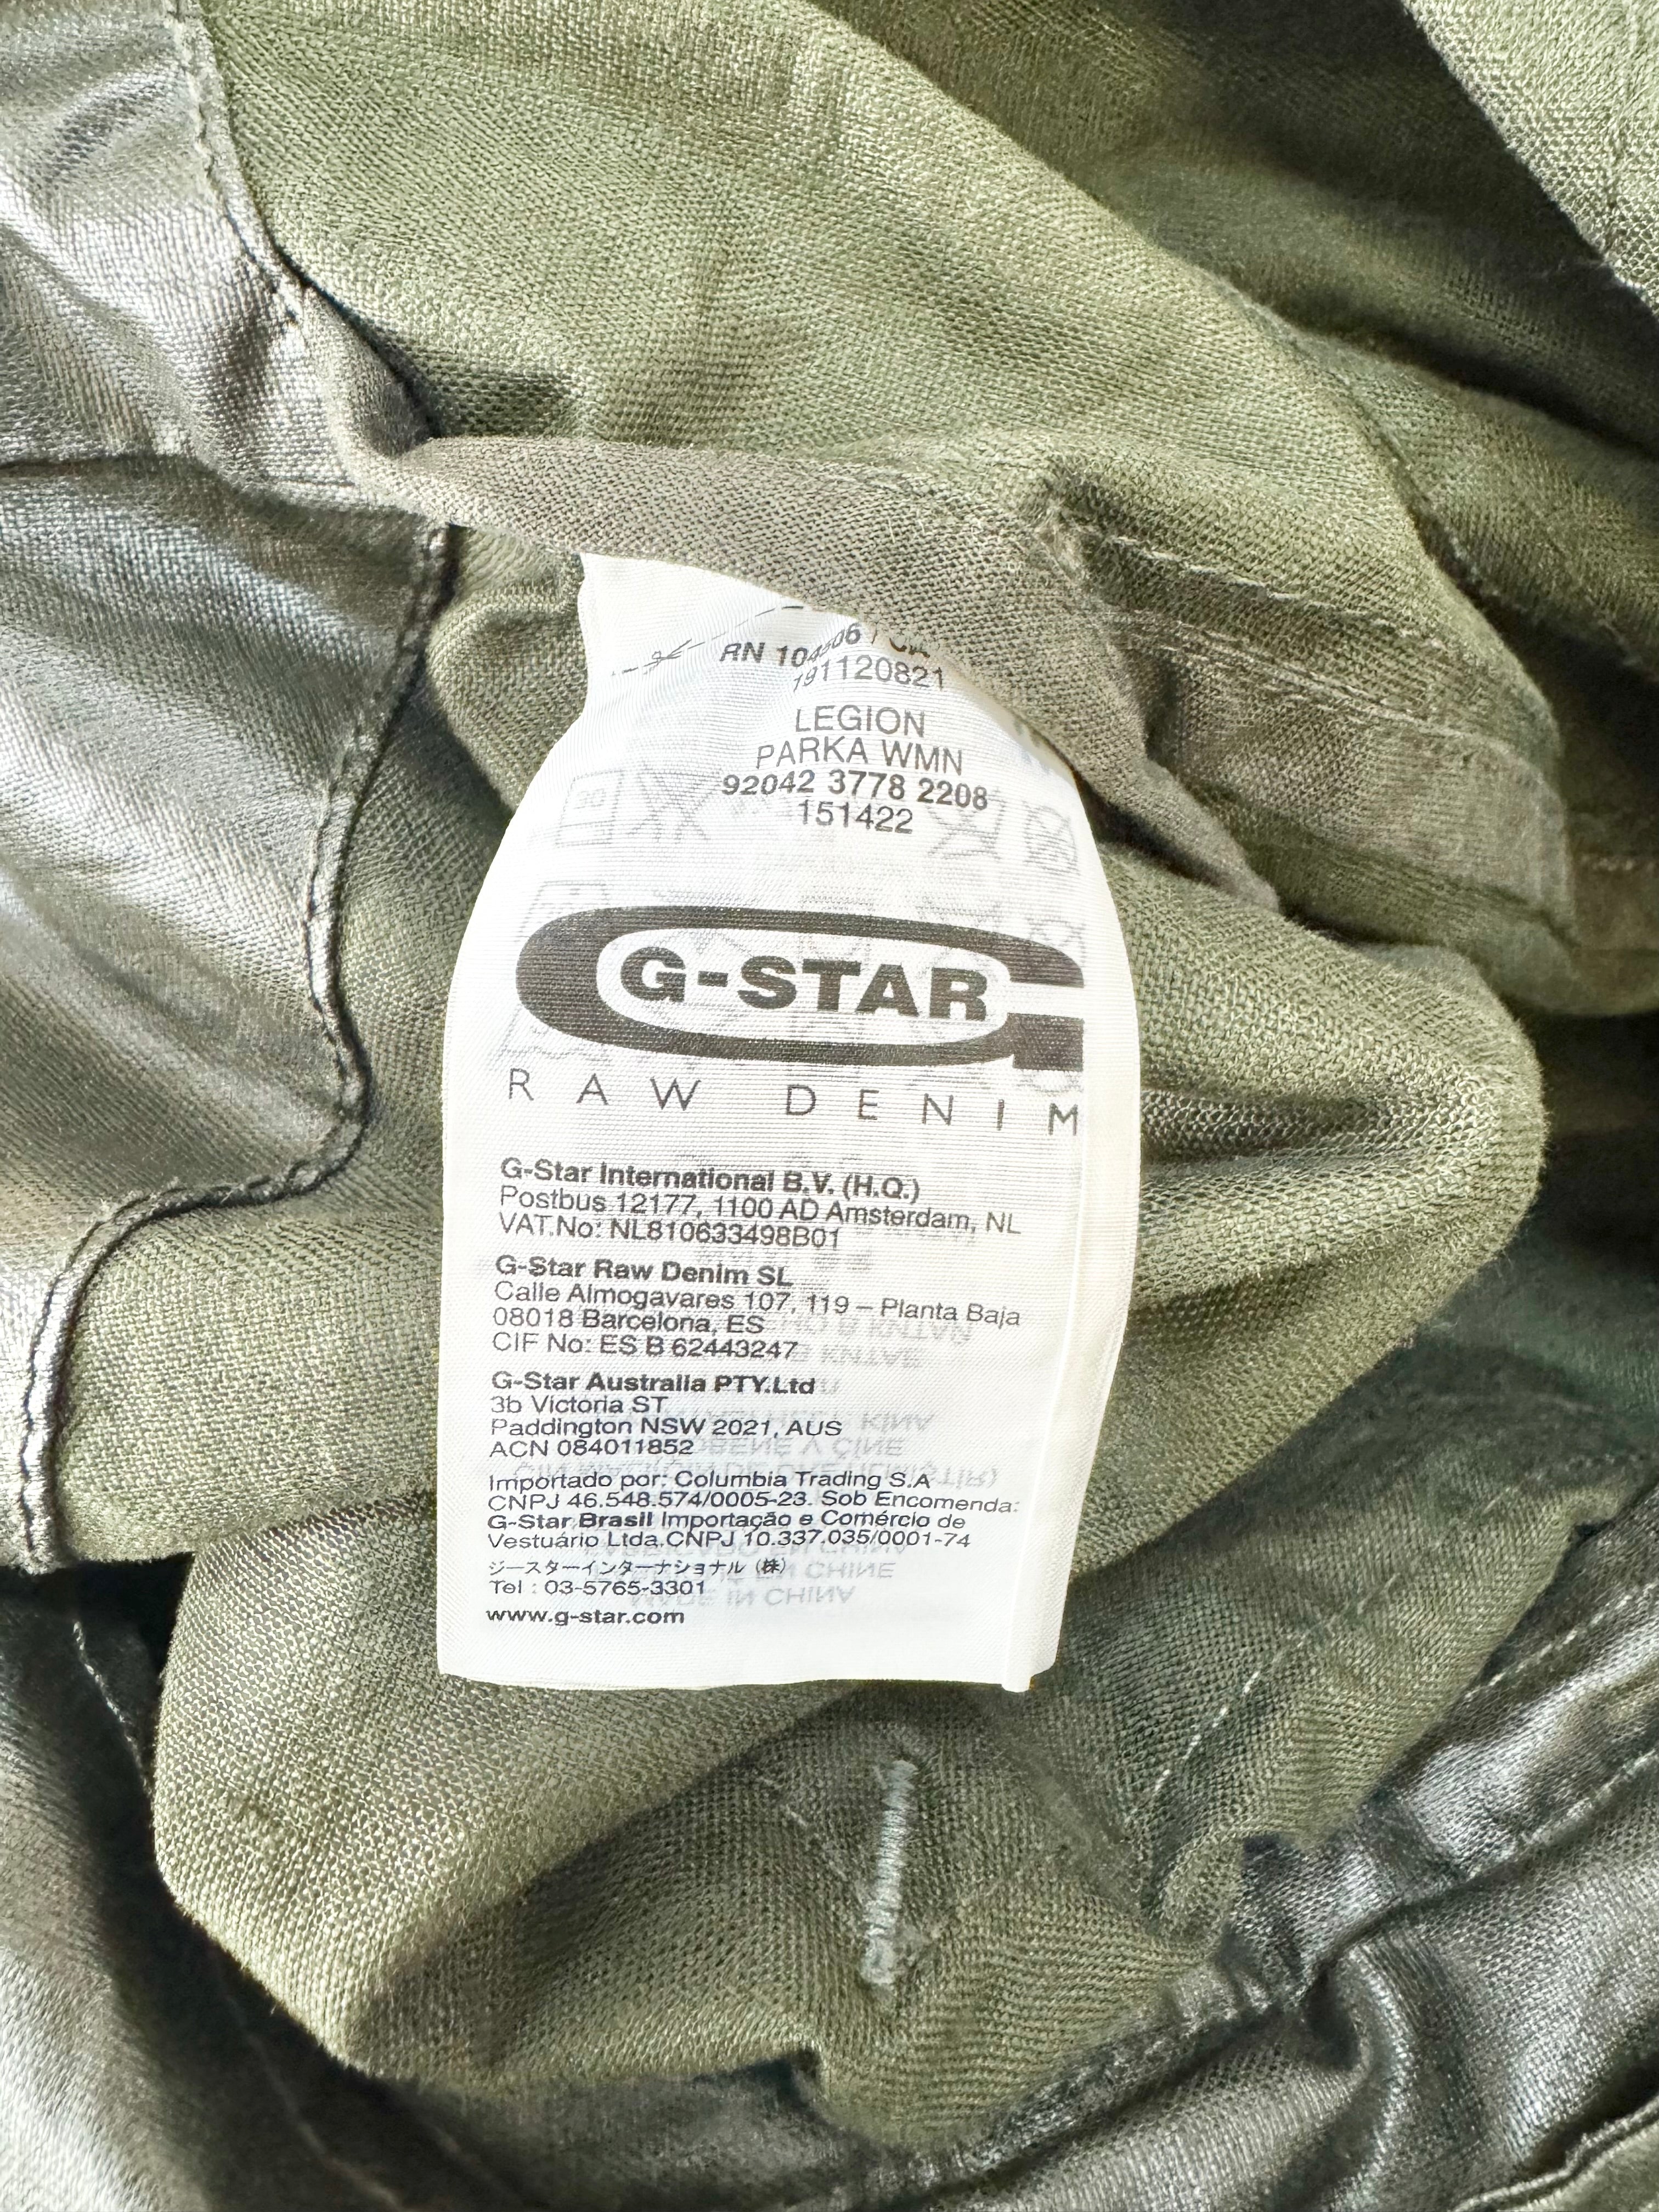 RN 104606 / CA
191120821
LEGION
PARKA WMN
92042 3778 2208
151422
G-STAR
RAW DENIM
G-Star International B.V. (H.Q.)
Postbus 12177, 1100 AD Amsterdam, NL
VAT.No: NL810633498B01
G-Star Raw Denim SL
Calle Almogavares 107, 119 – Planta Baja
08018 Barcelona, ES
CIF No: ES B 62443247
G-Star Australia PTY.Ltd
3b Victoria ST
Paddington NSW 2021, AUS
ACN 084011852
Importado por: Columbia Trading S.A
CNPJ 46.548.574/0005-23. Sob Encomenda:
G-Star Brasil Importação e Comércio de
Vestuário Ltda.CNPJ 10.337.035/0001-74
ジースターインターナショナル（株）
Tel : 03-5765-3301
www.g-star.com